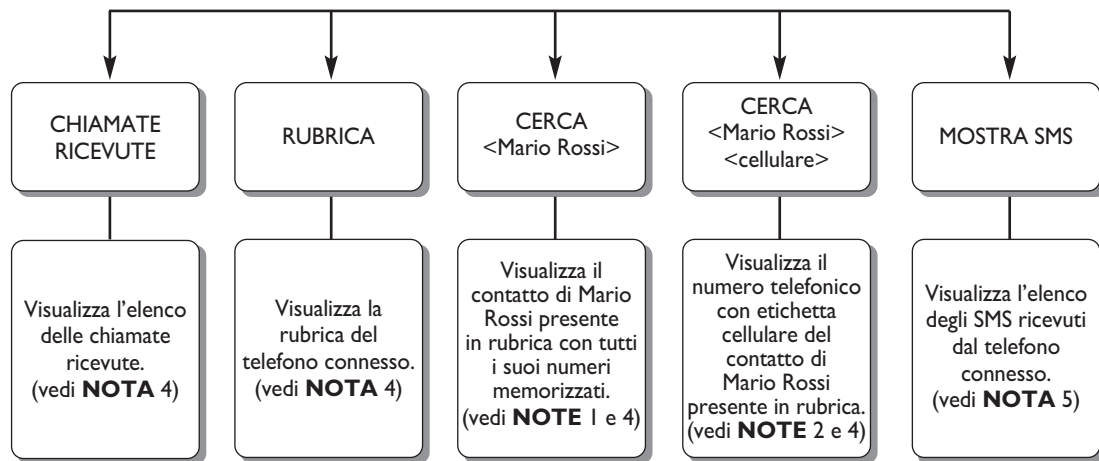 CHIAMATE
RICEVUTE
RUBRICA
CERCA
<Mario Rossi>
CERCA
<Mario Rossi>
<cellulare>
MOSTRA SMS
Visualizza l'elenco
delle chiamate
ricevute.
(vedi NOTA 4)
Visualizza la
rubrica del
telefono connesso.
(vedi NOTA 4)
Visualizza il
contatto di Mario
Rossi presente
in rubrica con tutti
i suoi numeri
memorizzati.
(vedi NOTE 1 e 4)
Visualizza il
numero telefonico
con etichetta
cellulare del
contatto di
Mario Rossi
presente in rubrica.
(vedi NOTE 2 e 4)
Visualizza l'elenco
degli SMS ricevuti
dal telefono
connesso.
(vedi NOTA 5)